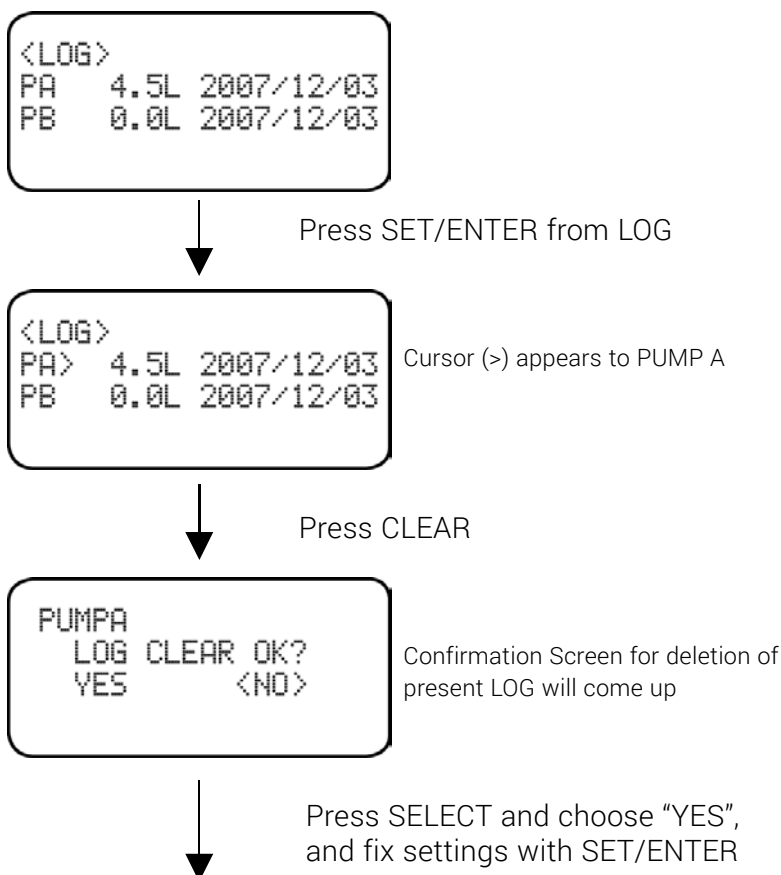 <LOG>
PA 4.5L 2007/12/03
PB 0.0L 2007/12/03
Press SET/ENTER from LOG
<LOG>
PA> 4.5L 2007/12/03
PB 0.0L 2007/12/03
Cursor (>) appears to PUMP A
Press CLEAR
PUMPA
LOG CLEAR OK?
YES <NO>
Confirmation Screen for deletion of
present LOG will come up
Press SELECT and choose “YES”,
and fix settings with SET/ENTER